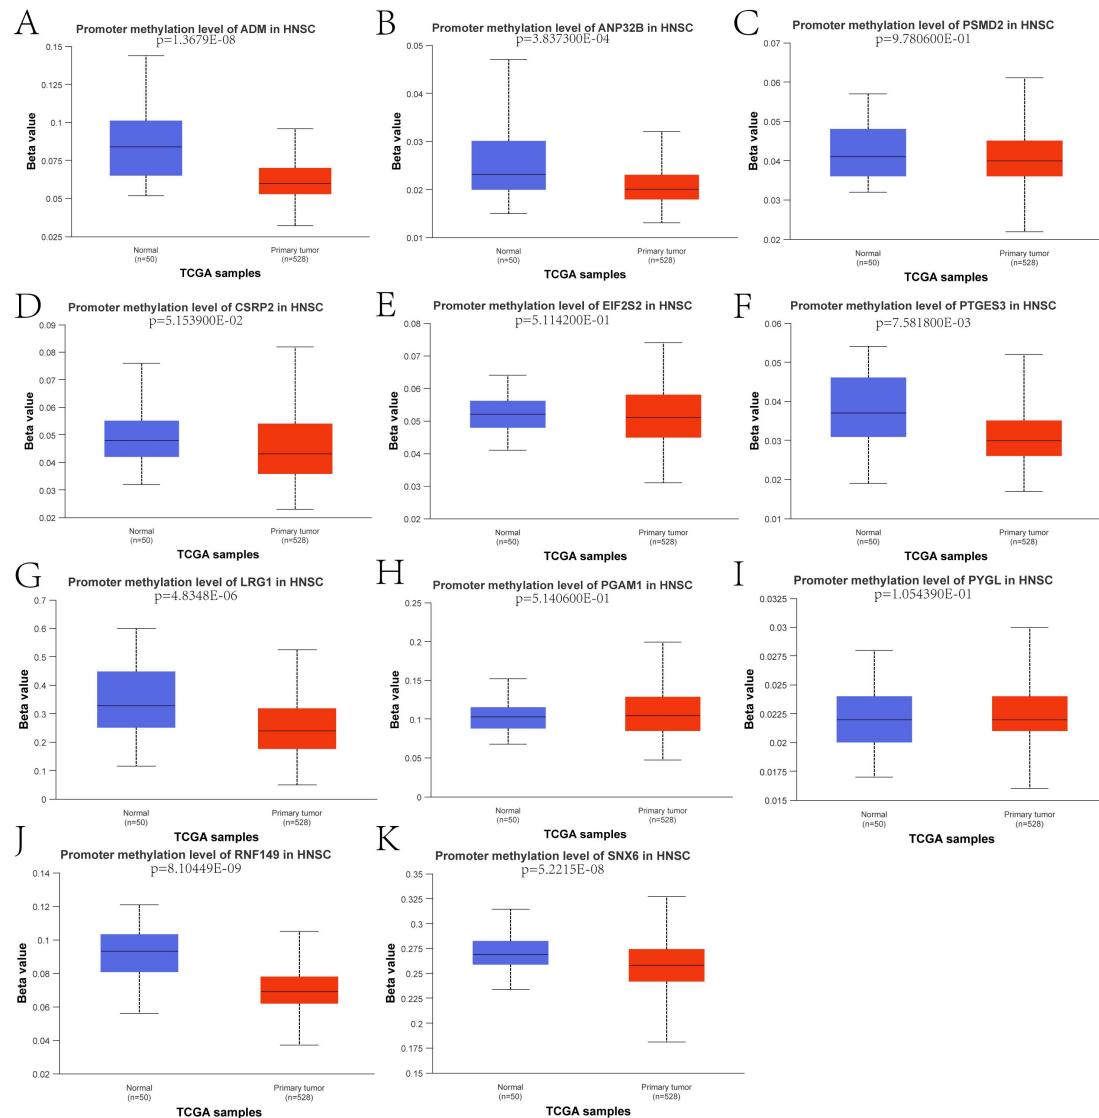 A
Promoter methylation level of ADM in HNSC
p=1.3679E-08
0.15
0.1
0.075
0.05
0.025
Beta value
Normal
(n=50)
Primary tumor
(n=528)
TCGA samples
B
Promoter methylation level of ANP32B in HNSC
p=3.837300E-04
0.05
0.03
0.02
0.01
Beta value
Normal
(n=50)
Primary tumor
(n=528)
TCGA samples
C
Promoter methylation level of PSMD2 in HNSC
p=9.780600E-01
0.07
0.06
0.05
0.04
0.03
0.02
Beta value
Normal
(n=50)
Primary tumor
(n=528)
TCGA samples
D
Promoter methylation level of CSRP2 in HNSC
p=5.153900E-02
0.09
0.08
0.07
0.06
0.05
0.04
0.03
0.02
Beta value
Normal
(n=50)
Primary tumor
(n=528)
TCGA samples
E
Promoter methylation level of EIF2S2 in HNSC
p=5.114200E-01
0.08
0.07
0.06
0.05
0.04
0.03
0.02
Beta value
Normal
(n=50)
Primary tumor
(n=528)
TCGA samples
F
Promoter methylation level of PTGES3 in HNSC
p=7.581800E-03
0.06
0.05
0.04
0.03
0.02
0.01
Beta value
Normal
(n=50)
Primary tumor
(n=528)
TCGA samples
G
Promoter methylation level of LRG1 in HNSC
p=4.8348E-06
0.7
0.6
0.5
0.4
0.3
0.2
0.1
0
Beta value
Normal
(n=50)
Primary tumor
(n=528)
TCGA samples
H
Promoter methylation level of PGAM1 in HNSC
p=5.140600E-01
0.25
0.2
0.15
0.1
0.05
0
Beta value
Normal
(n=50)
Primary tumor
(n=528)
TCGA samples
I
Promoter methylation level of PYGL in HNSC
p=1.054390E-01
0.0325
0.03
0.0275
0.025
0.0225
0.02
0.0175
0.015
Beta value
Normal
(n=50)
Primary tumor
(n=528)
TCGA samples
J
Promoter methylation level of RNF149 in HNSC
p=8.10449E-09
0.14
0.12
0.1
0.08
0.06
0.04
0.02
Beta value
Normal
(n=50)
Primary tumor
(n=528)
TCGA samples
K
Promoter methylation level of SNX6 in HNSC
p=5.2215E-08
0.35
0.325
0.3
0.275
0.25
0.225
0.2
0.175
0.15
Beta value
Normal
(n=50)
Primary tumor
(n=528)
TCGA samples